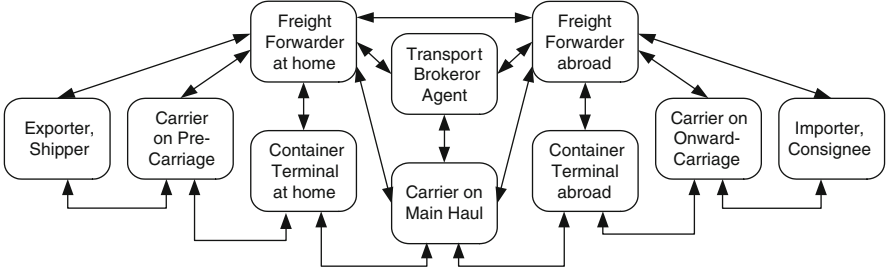 Freight
Forwarder
at home
Freight
Forwarder
abroad
Transport
Brokeror
Agent
Exporter,
Shipper
Carrier
on Pre-
Carriage
Container
Terminal
at home
Carrier on
Main Haul
Container
Terminal
abroad
Carrier on
Onward-
Carriage
Importer,
Consignee